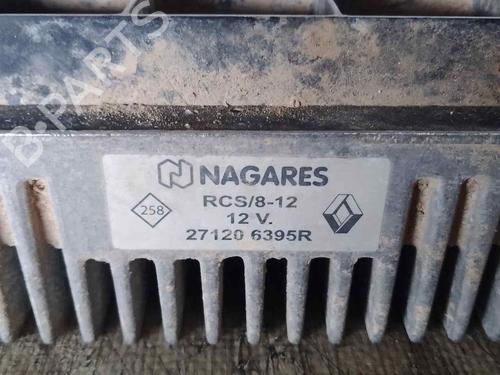 B-PARTS
NAGARES
RCS/8-12
258
12 V.
27120 6395R